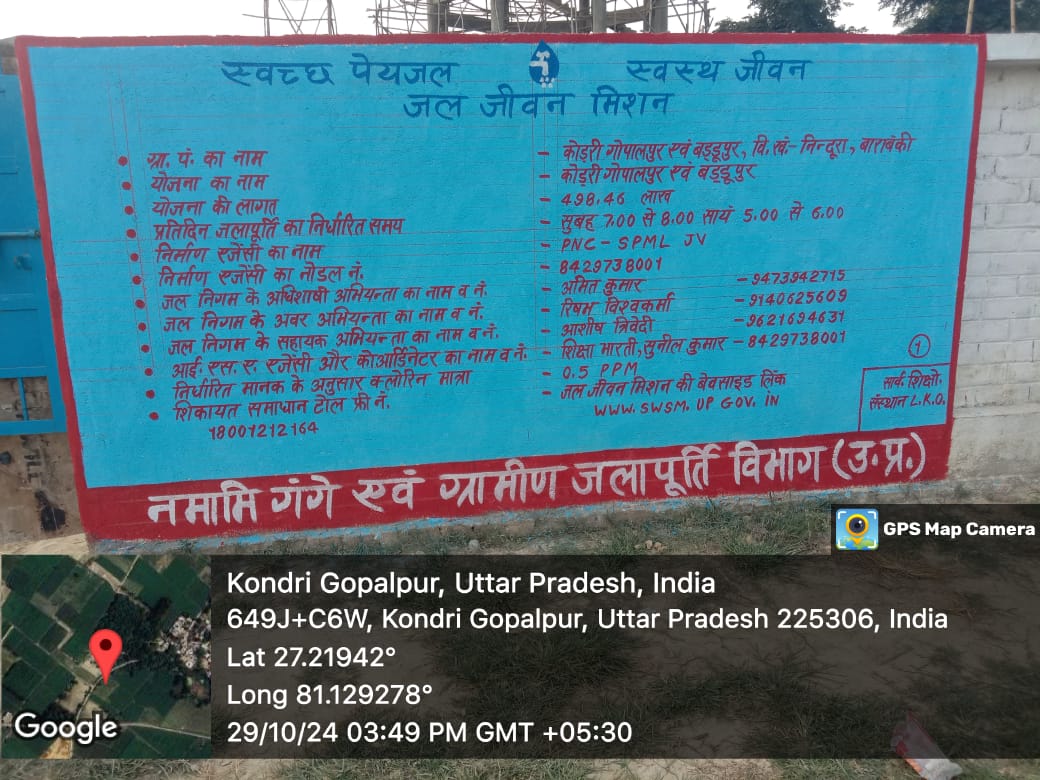 स्वच्छ पेयजल स्वस्थ जीवन
जल जीवन मिशन
• ग्रा. पं. का नाम - कोड़री गोपालपुर एवं बड्डूपुर, वि. खं.- निन्दूरा, बाराबंकी
• योजना का नाम - कोड़री गोपालपुर एवं बड्डूपुर
• योजना की लागत - 498.46 लाख
• प्रतिदिन जलापूर्ति का निर्धारित समय - सुबह 7.00 से 8.00 सायं 5.00 से 6.00
• निर्माण एजेंसी का नाम - PNC - SPML JV
• निर्माण एजेंसी का नोडल नं. - 8429738001
• जल निगम के अधिशाषी अभियन्ता का नाम व नं. - अमित कुमार - 9473942715
• जल निगम के अवर अभियन्ता का नाम व नं. - रिषभ विश्वकर्मा - 9140625609
• जल निगम के सहायक अभियन्ता का नाम व नं. - आशीष त्रिवेदी - 9621694631
• आई. एस. ए. एजेंसी और कोआर्डिनेटर का नाम व नं. - शिक्षा भारती, सुनील कुमार - 8429738001
• निर्धारित मानक के अनुसार क्लोरिन मात्रा - 0.5 PPM
• शिकायत समाधान टोल फ्री नं. - जल जीवन मिशन की बेवसाइड लिंक
18001212164 WWW. SWSM. UP GOV. IN
1
सार्व. शिक्षो.
संस्थान L.K.O.
नमामि गंगे एवं ग्रामीण जलापूर्ति विभाग (उ.प्र.)
GPS Map Camera
Kondri Gopalpur, Uttar Pradesh, India
649J+C6W, Kondri Gopalpur, Uttar Pradesh 225306, India
Lat 27.21942°
Long 81.129278°
29/10/24 03:49 PM GMT +05:30
Google